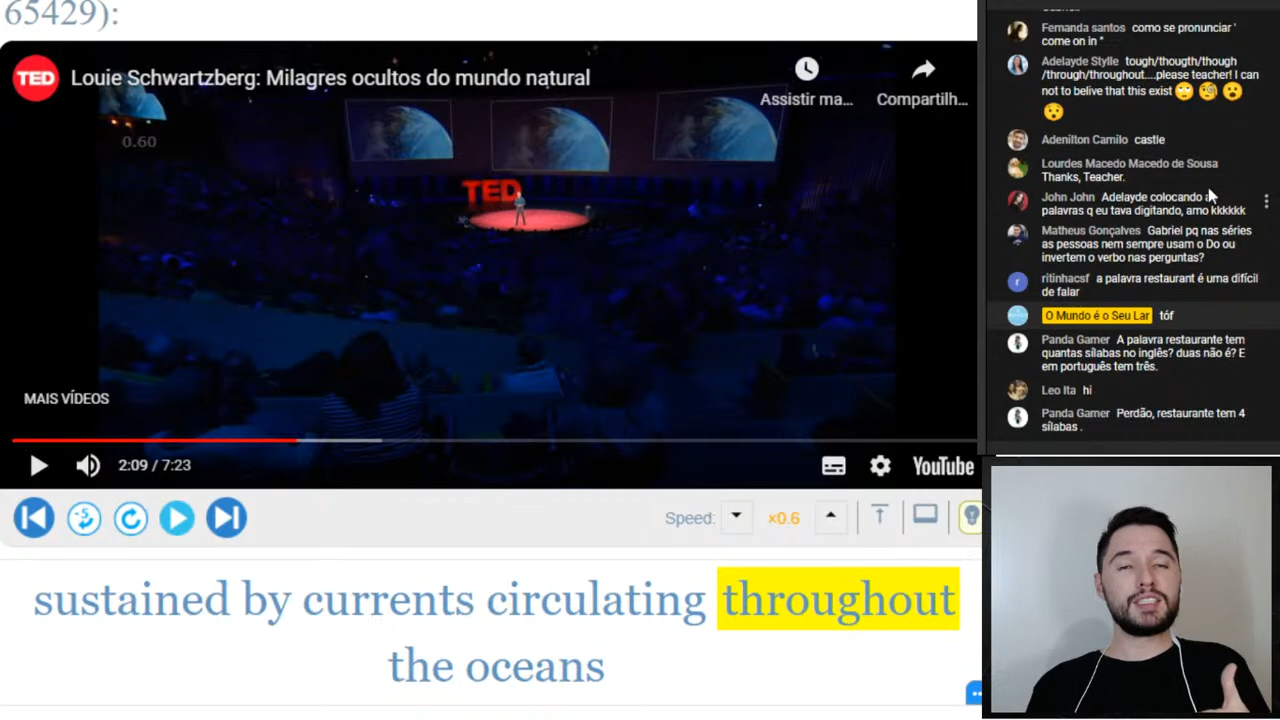 65429):
TED
Louie Schwartzberg: Milagres ocultos do mundo natural
Assistir ma...
Compartilh...
0.60
TED
MAIS VÍDEOS
2:09 / 7:23
YouTube
-5
Speed:
×0.6
sustained by currents circulating throughout
the oceans
Fernanda santos como se pronunciar '
come on in "
Adelayde Stylle tough/thougth/though
/through/throughout....please teacher! I can
not to belive that this exist 🙄 🧐 😮
😯
Adenilton Camilo castle
Lourdes Macedo Macedo de Sousa
Thanks, Teacher.
John John Adelayde colocando
palavras q eu tava digitando, amo kkkkkk
Matheus Gonçalves Gabriel pq nas séries
as pessoas nem sempre usam o Do ou
invertem o verbo nas perguntas?
ritinhacsf a palavra restaurant é uma difícil
de falar
O Mundo é o Seu Lar tóf
Panda Gamer A palavra restaurante tem
quantas sílabas no inglês? duas não é? E
em português tem três.
Leo Ita hi
Panda Gamer Perdão, restaurante tem 4
sílabas .